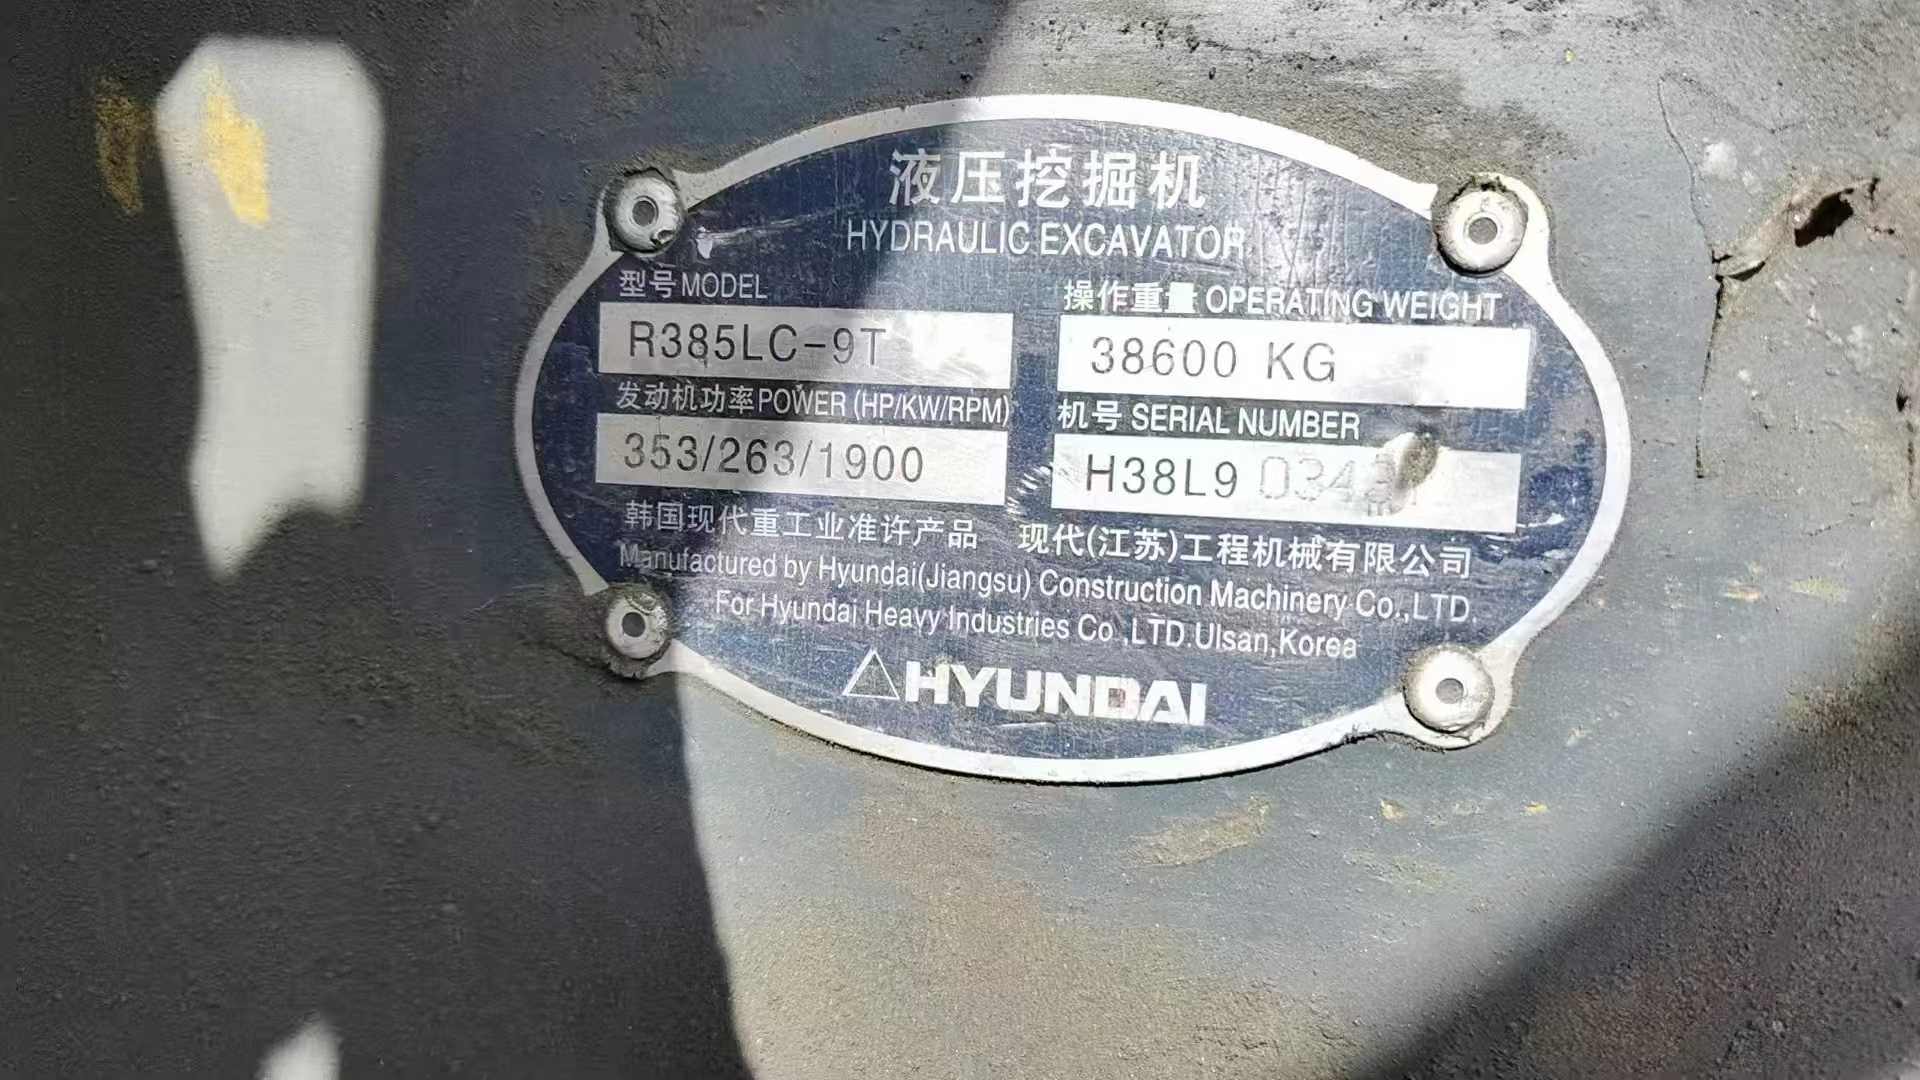 液压挖掘机
HYDRAULIC EXCAVATOR
型号 MODEL
R385LC-9T
操作重量 OPERATING WEIGHT
38600 KG
发动机功率 POWER (HP/KW/RPM)
353/263/1900
机号 SERIAL NUMBER
H38L9
韩国现代重工业准许产品 现代(江苏)工程机械有限公司
Manufactured by Hyundai(Jiangsu) Construction Machinery Co.,LTD.
For Hyundai Heavy Industries Co.,LTD.Ulsan,Korea
HYUNDAI